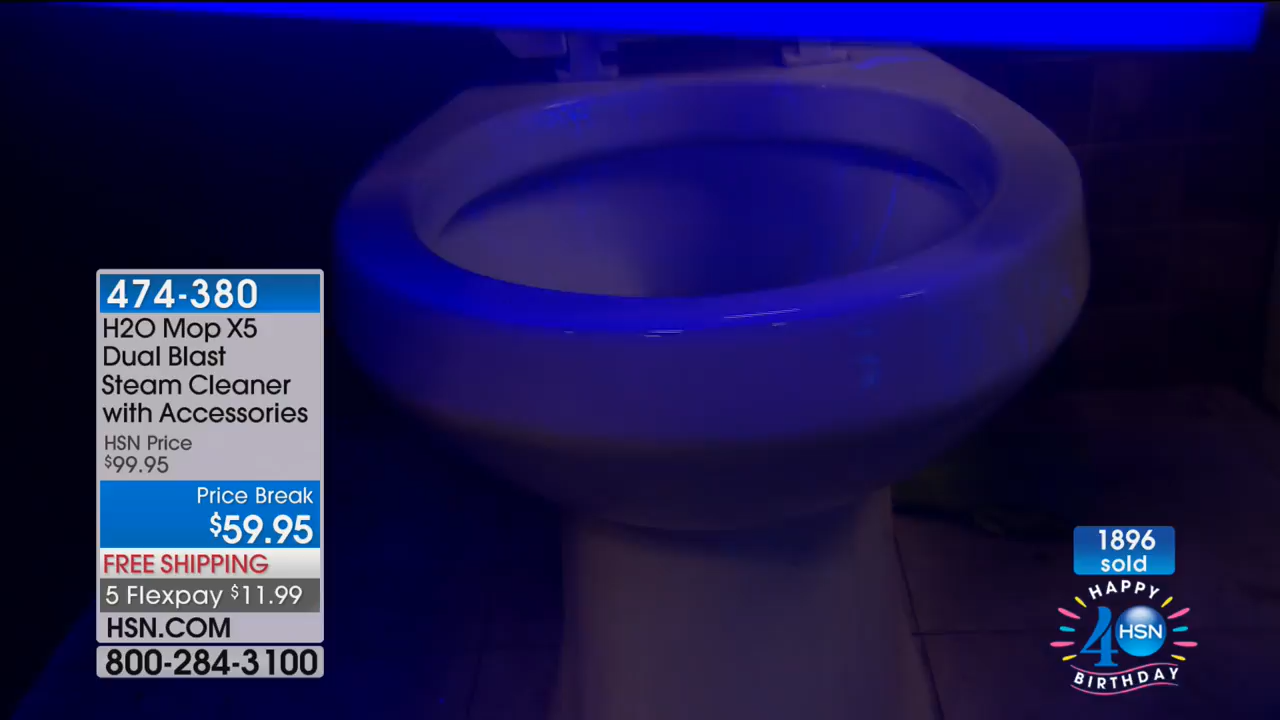 474-380
H2O Mop X5
Dual Blast
Steam Cleaner
with Accessories
HSN Price
$99.95
Price Break
$59.95
FREE SHIPPING
5 Flexpay $11.99
HSN.COM
800-284-3100
1896
sold
HAPPY
40 HSN
BIRTHDAY